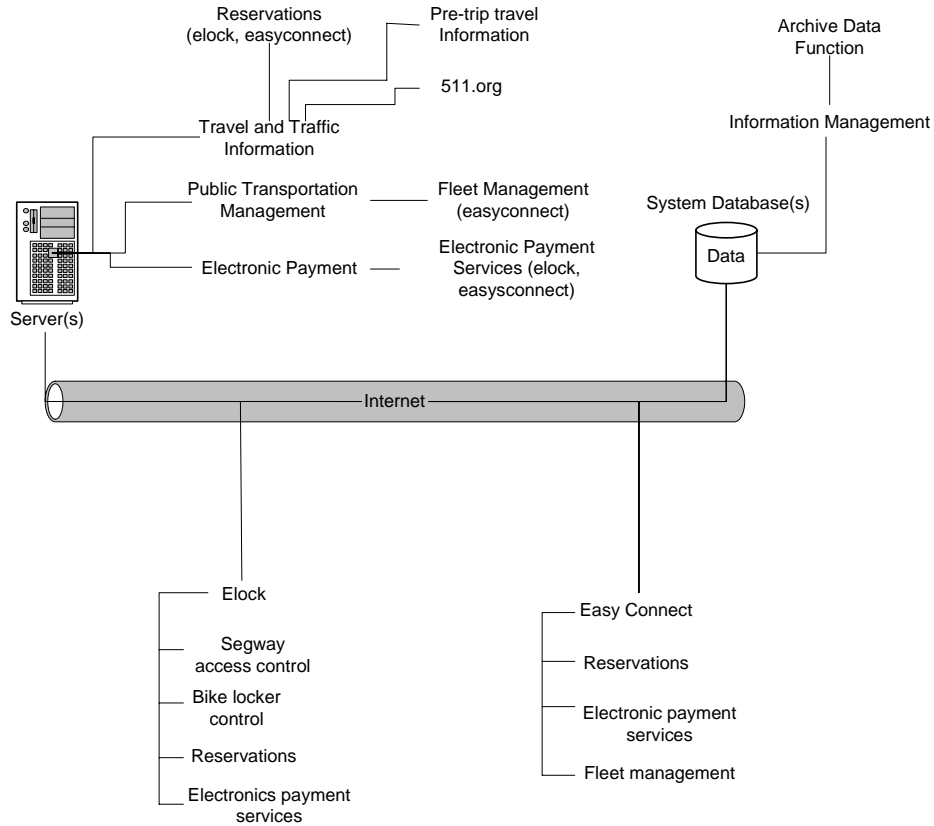 Reservations
(elock, easyconnect)
Pre-trip travel
Information
Archive Data
Function
511.org
Travel and Traffic
Information
Information Management
Public Transportation
Management
Fleet Management
(easyconnect)
System Database(s)
Electronic Payment
Electronic Payment
Services (elock,
easysconnect)
Data
Server(s)
Internet
Elock
Segway
access control
Bike locker
control
Reservations
Electronics payment
services
Easy Connect
Reservations
Electronic payment
services
Fleet management